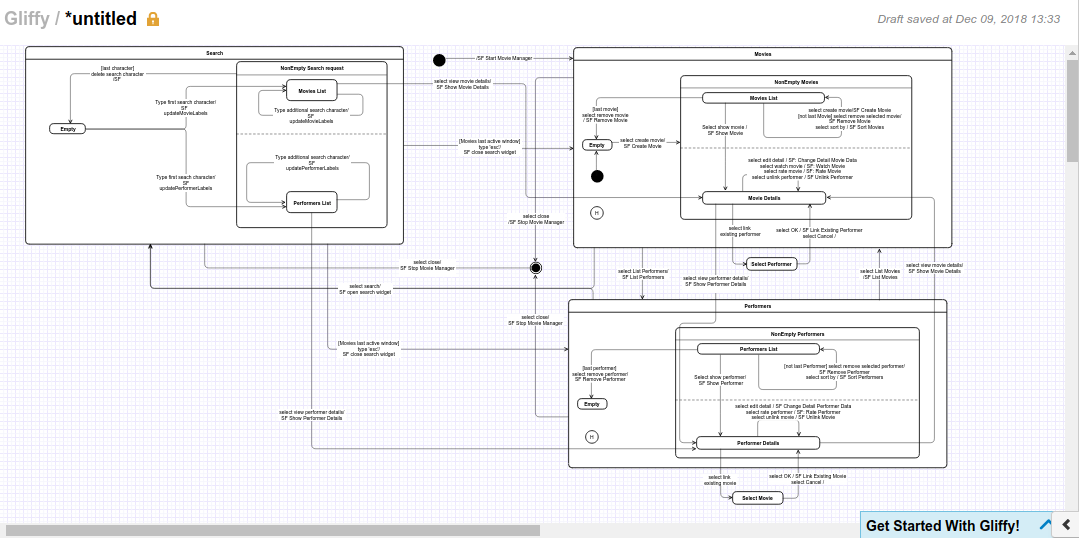 Gliffy / *untitled
Draft saved at Dec 09, 2018 13:33
Search
[last character]
delete search character
/SF
Empty
Type first search character/
SF
updateMovieLabels
Type first seach character/
SF
updatePerformerLabels
NonEmpty Search request
Movies List
Type additional search character/
SF
updateMovieLabels
Type additional search character/
SF
updatePerformerLabels
Performers List
/SF Start Movie Manager
select view movie details/
SF Show Movie Details
[Movies last active window]
type 'esc'/
SF close search widget
select close
/SF Stop Movie Manager
select close/
SF Stop Movie Manager
select search/
SF open search widget
select close/
SF Stop Movie Manager
[Movies last active window]
type 'esc'/
SF close search widget
select view performer details/
SF Show Performer Details
Movies
[last movie]
select remove movie
/ SF Remove Movie
Empty
select create movie/
SF Create Movie
H
NonEmpty Movies
Movies List
Select show movie /
SF Show Movie
select create movie/SF Create Movie
[not last Movie] select remove selected movie/
SF Remove Movie
select sort by / SF Sort Movies
select edit detail / SF: Change Detail Movie Data
select watch movie / SF: Watch Movie
select rate movie / SF: Rate Movie
select unlink performer / SF Unlink Performer
Movie Details
select link
existing performer
select OK / SF Link Existing Performer
select Cancel /
Select Performer
select List Performers/
SF List Performers
select view performer details/
SF Show Performer Details
select List Movies
/SF List Movies
select view movie details/
SF Show Movie Details
Performers
[last performer]
select remove performer/
SF Remove Performer
Empty
H
NonEmpty Performers
Performers List
Select show performer/
SF Show Performer
[not last Performer] select remove selected performer/
SF Remove Performer
select sort by / SF Sort Performers
select edit detail / SF Change Detail Performer Data
select rate performer / SF: Rate Performer
select unlink movie / SF Unlink Movie
Performer Details
select link
existing movie
select OK / SF Link Existing Movie
select Cancel /
Select Movie
Get Started With Gliffy!